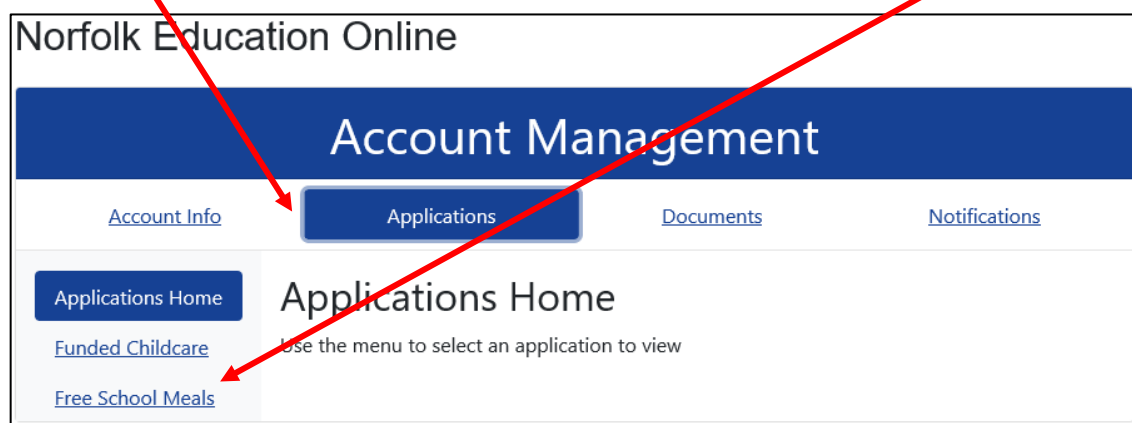 Norfolk Education Online
Account Management
Account Info Applications Documents Notifications
Applications Home
Funded Childcare
Free School Meals
Applications Home
Use the menu to select an application to view